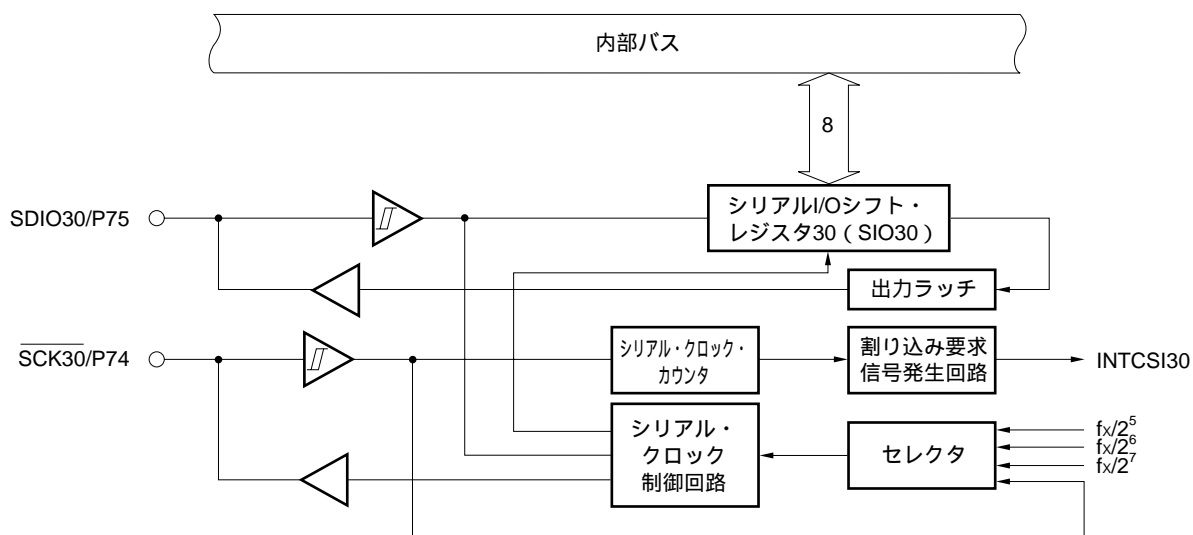 内部バス
8
SDIO30/P75
シリアルI/Oシフト・
レジスタ30（SIO30）
出力ラッチ
SCK30/P74
シリアル・クロック・
カウンタ
割り込み要求
信号発生回路
INTCSI30
シリアル・
クロック
制御回路
セレクタ
fx/2⁵
fx/2⁶
fx/2⁷